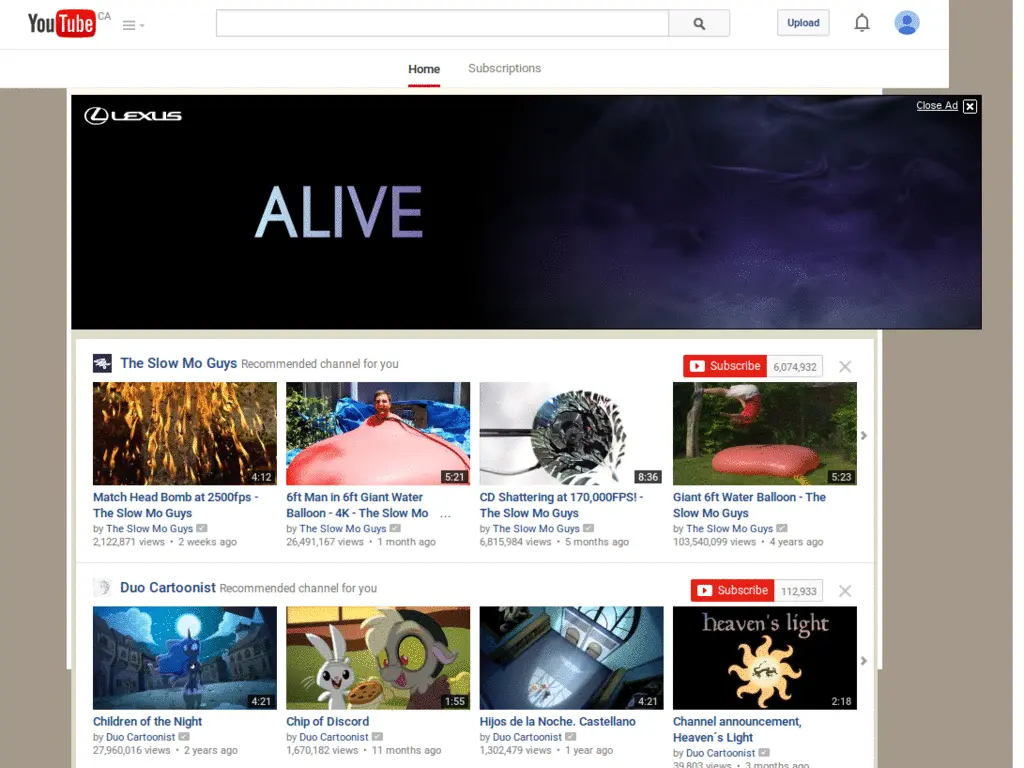 YouTube CA
Upload
Home Subscriptions
LEXUS
Close Ad
ALIVE
The Slow Mo Guys Recommended channel for you
Subscribe 6,074,932
4:12
5:21
8:36
5:23
Match Head Bomb at 2500fps -
The Slow Mo Guys
by The Slow Mo Guys
2,122,871 views • 2 weeks ago
6ft Man in 6ft Giant Water
Balloon - 4K - The Slow Mo ...
by The Slow Mo Guys
26,491,167 views • 1 month ago
CD Shattering at 170,000FPS! -
The Slow Mo Guys
by The Slow Mo Guys
6,815,984 views • 5 months ago
Giant 6ft Water Balloon - The
Slow Mo Guys
by The Slow Mo Guys
103,540,099 views • 4 years ago
Duo Cartoonist Recommended channel for you
Subscribe 112,933
4:21
1:55
4:21
heaven's light
2:18
Children of the Night
by Duo Cartoonist
27,960,016 views • 2 years ago
Chip of Discord
by Duo Cartoonist
1,670,182 views • 11 months ago
Hijos de la Noche. Castellano
by Duo Cartoonist
1,302,479 views • 1 year ago
Channel announcement,
Heaven´s Light
by Duo Cartoonist
39,803 views • 3 months ago